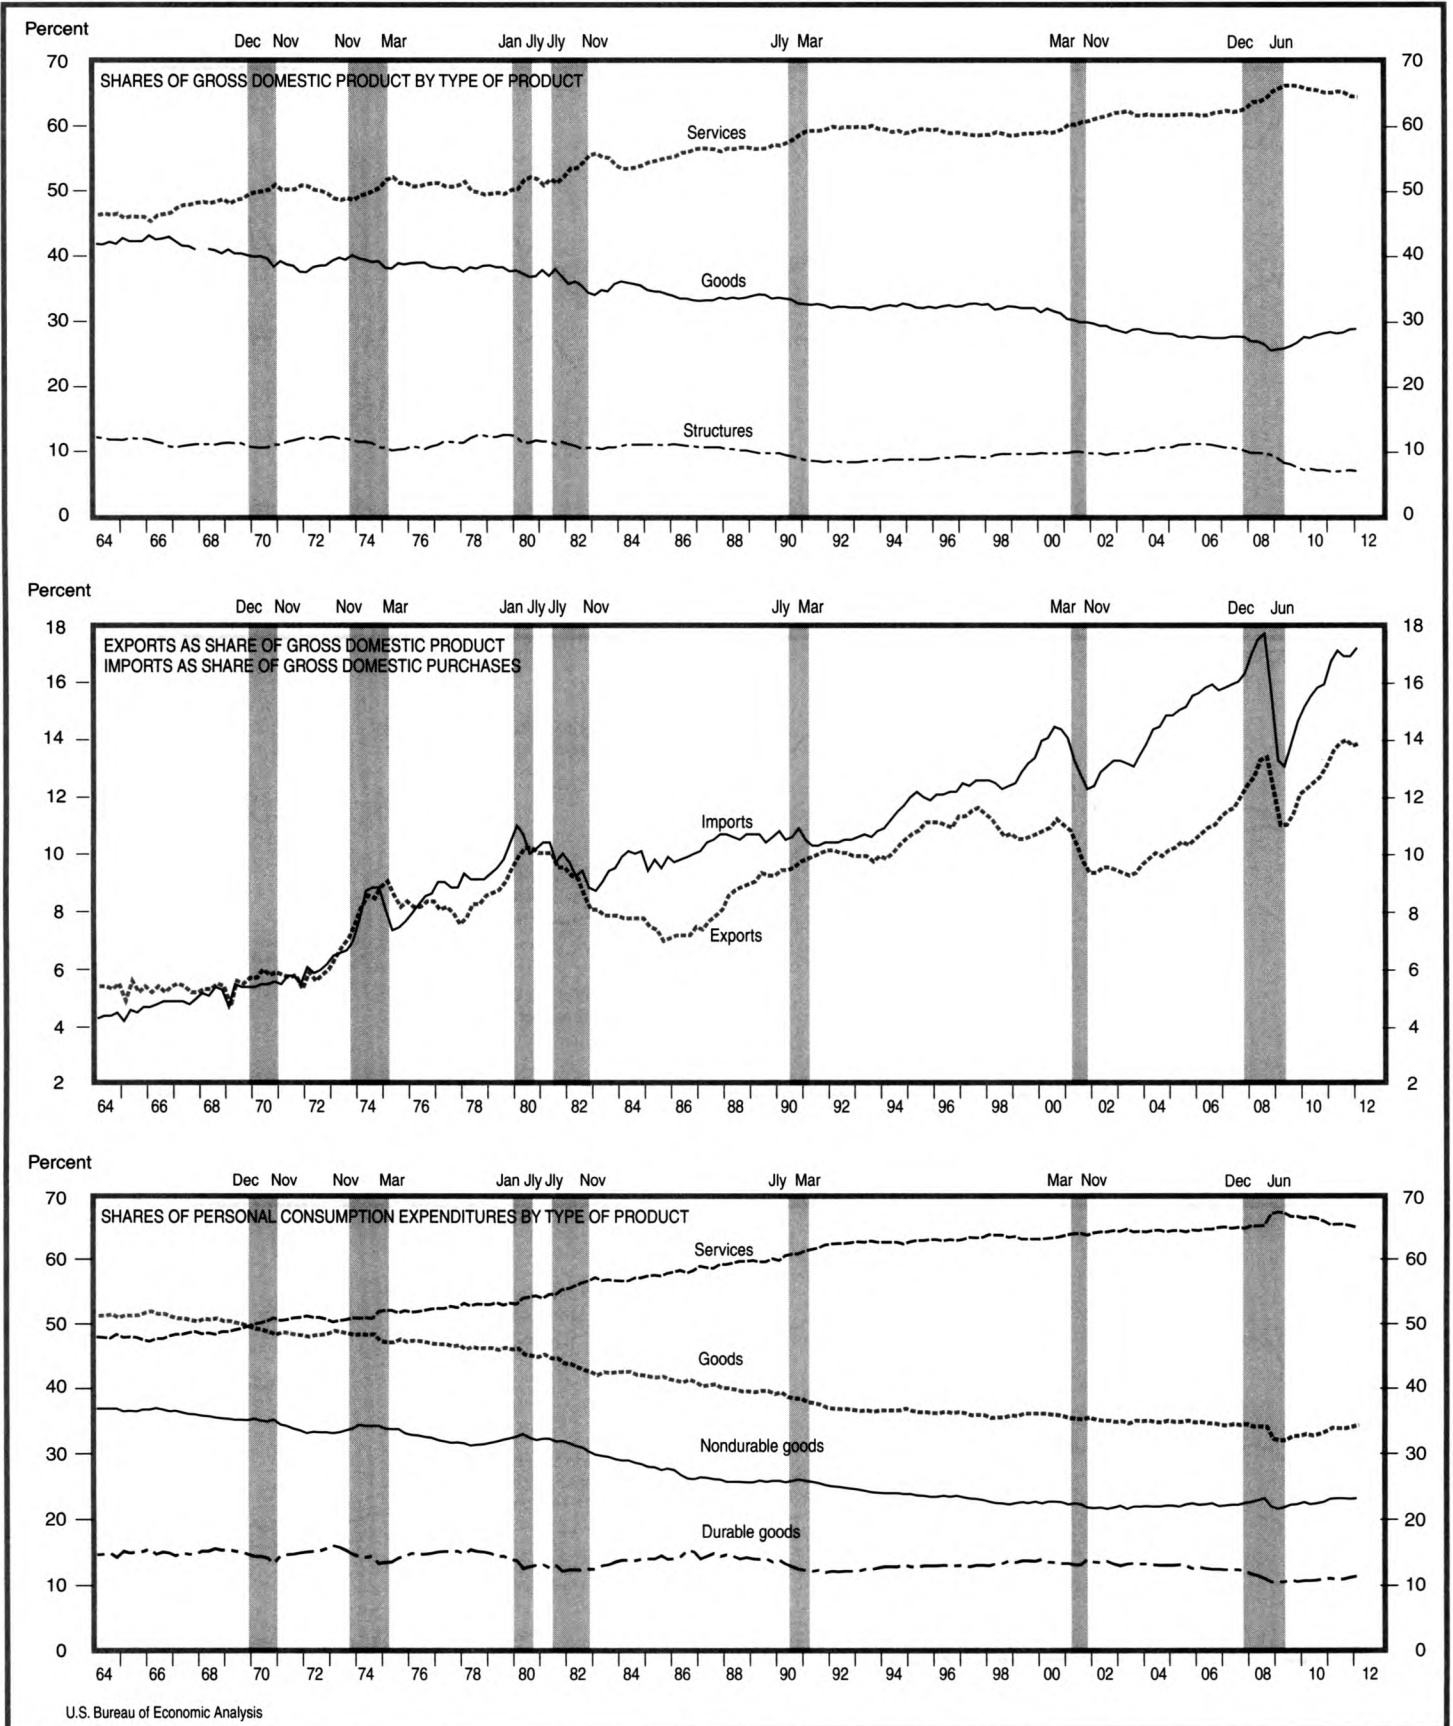 Percent
Dec Nov Nov Mar Jan Jly Jly Nov Jly Mar Mar Nov Dec Jun
70 70
SHARES OF GROSS DOMESTIC PRODUCT BY TYPE OF PRODUCT
60 60
Services
50 50
40 40
Goods
30 30
20 20
Structures
10 10
0 0
64 66 68 70 72 74 76 78 80 82 84 86 88 90 92 94 96 98 00 02 04 06 08 10 12
Percent
Dec Nov Nov Mar Jan Jly Jly Nov Jly Mar Mar Nov Dec Jun
18 18
EXPORTS AS SHARE OF GROSS DOMESTIC PRODUCT
IMPORTS AS SHARE OF GROSS DOMESTIC PURCHASES
16 16
14 14
12 12
Imports
10 10
8 8
Exports
6 6
4 4
2 2
64 66 68 70 72 74 76 78 80 82 84 86 88 90 92 94 96 98 00 02 04 06 08 10 12
Percent
Dec Nov Nov Mar Jan Jly Jly Nov Jly Mar Mar Nov Dec Jun
70 70
SHARES OF PERSONAL CONSUMPTION EXPENDITURES BY TYPE OF PRODUCT
Services
60 60
50 50
Goods
40 40
Nondurable goods
30 30
20 20
Durable goods
10 10
0 0
64 66 68 70 72 74 76 78 80 82 84 86 88 90 92 94 96 98 00 02 04 06 08 10 12
U.S. Bureau of Economic Analysis